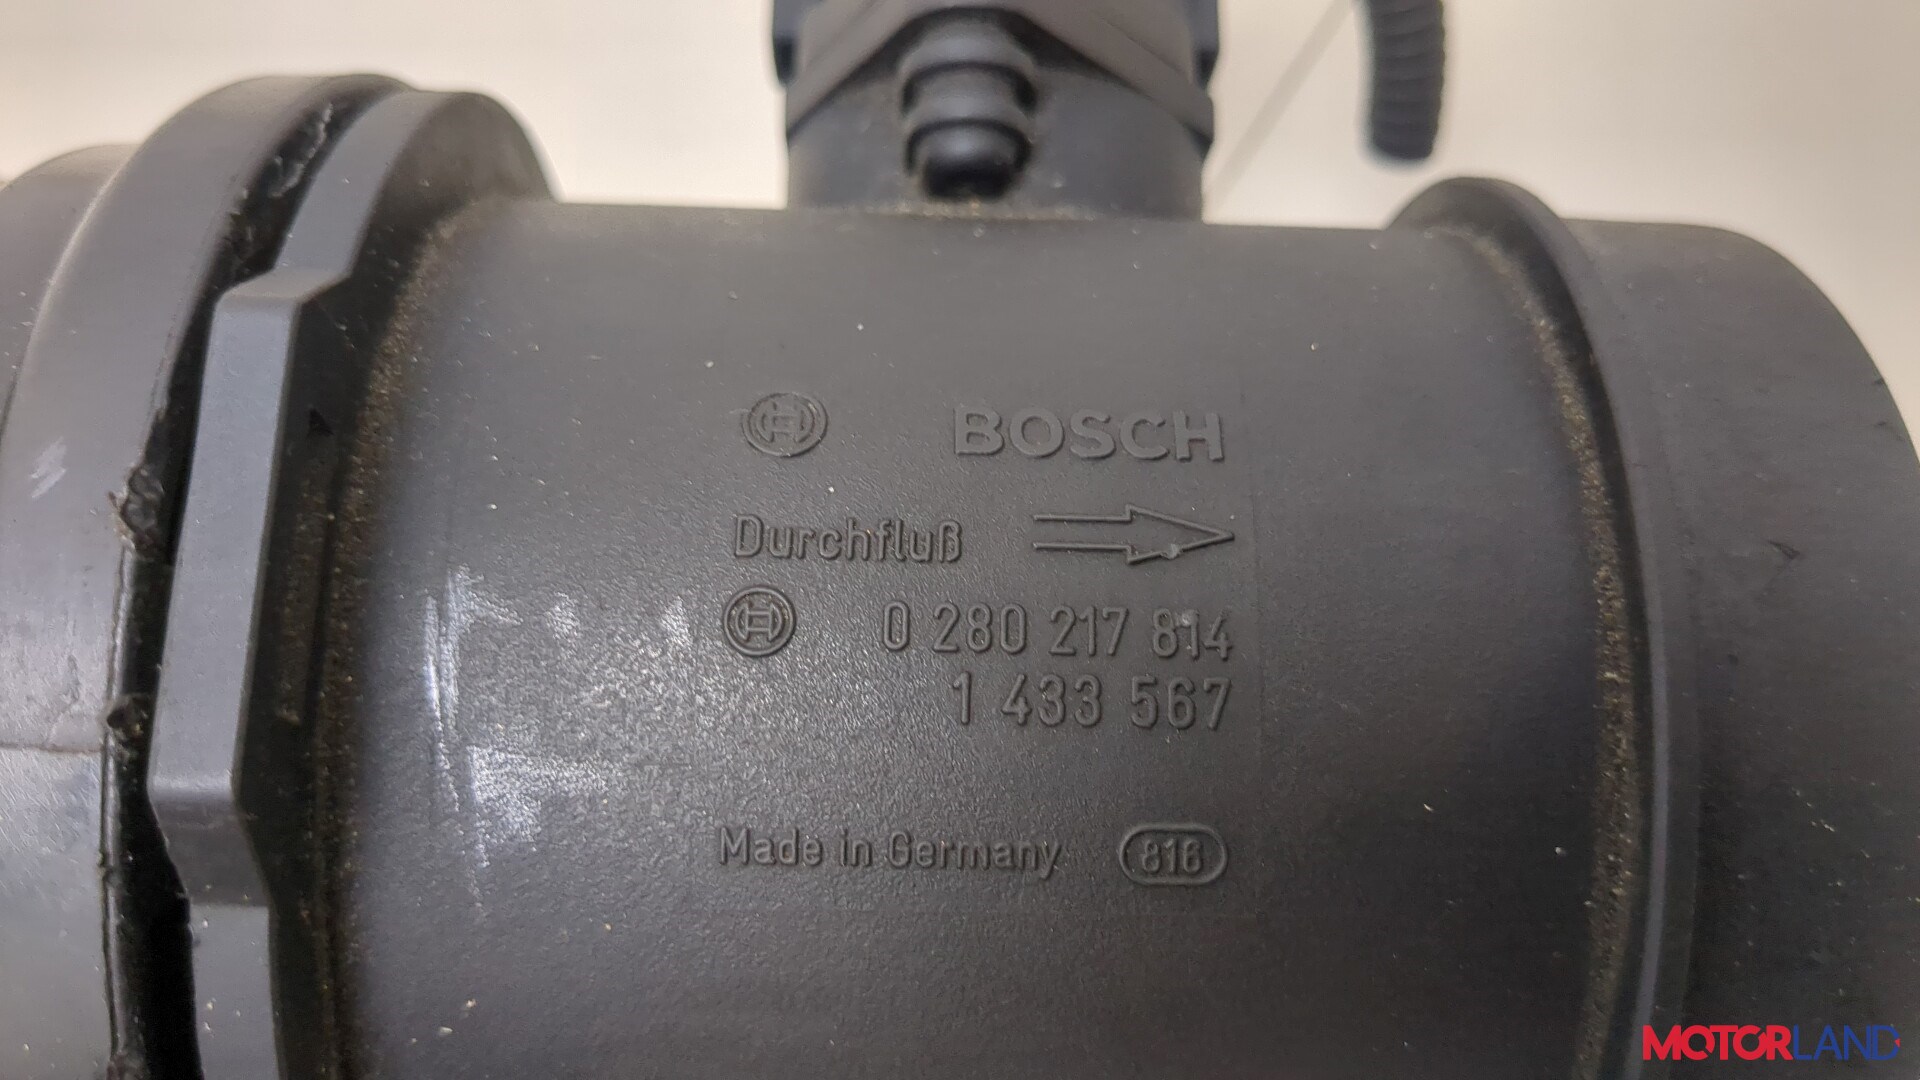 BOSCH
Durchfluß
0 280 217 814
1 433 567
Made in Germany 816
MOTORLAND